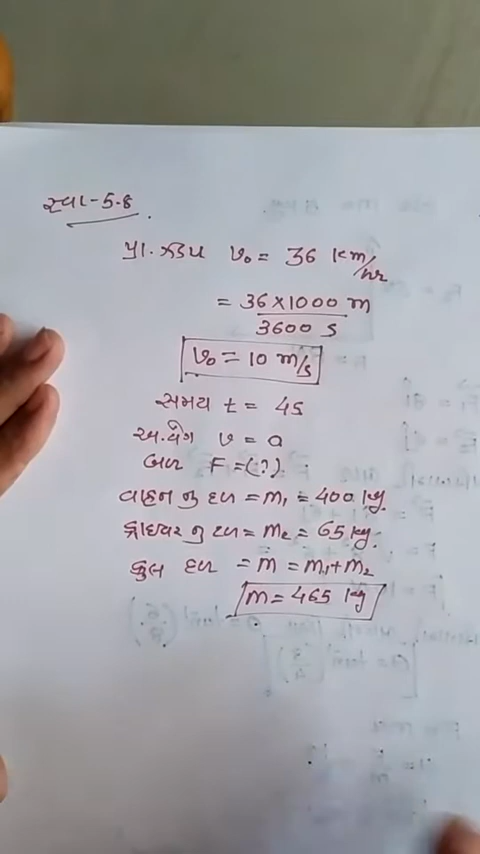 સ્વા-5.8
પ્રા.ઝડપ v₀ = 36 km/hr
= 36×1000 m
3600 s
v₀ = 10 m/s
સમય t = 4s
અ.વેગ v = 0
બળ F = (?)
વાહન નુ દળ = m₁ = 400 kg.
ડ્રાઇવર નુ દળ = m₂ = 65 kg.
કુલ દળ = m = m₁+m₂
m = 465 kg